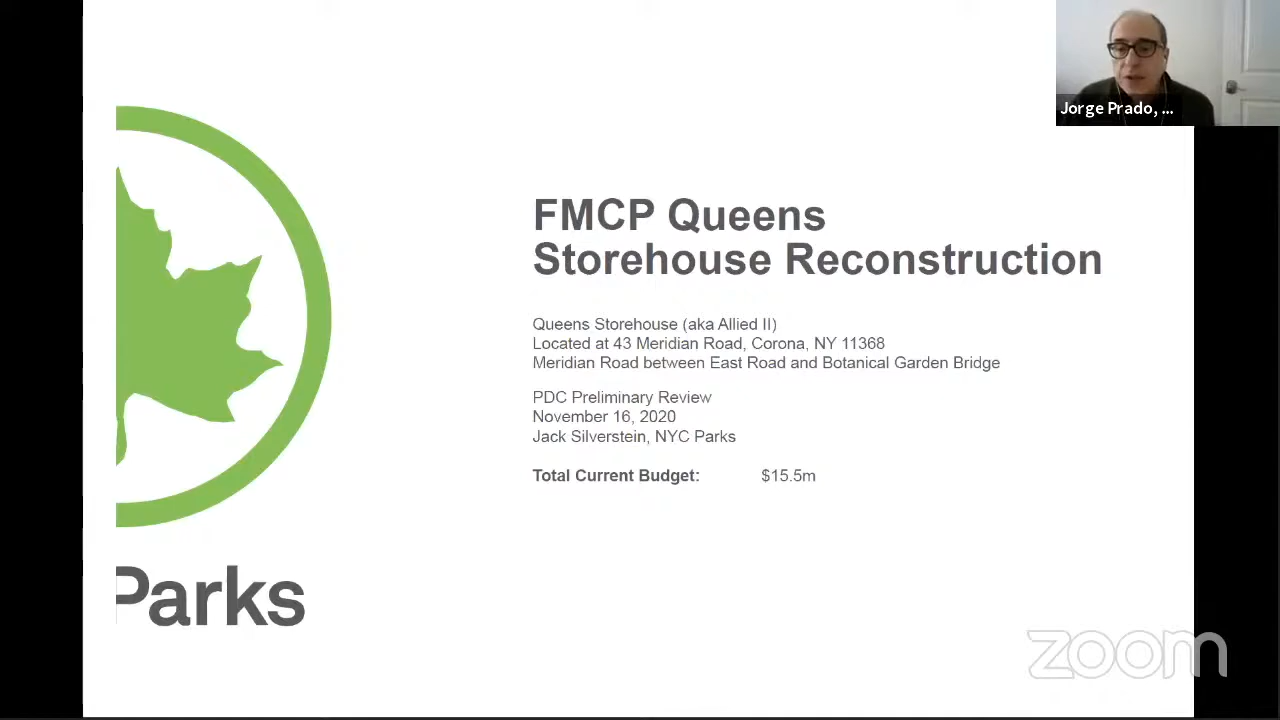 Jorge Prado, ...
FMCP Queens
Storehouse Reconstruction
Queens Storehouse (aka Allied II)
Located at 43 Meridian Road, Corona, NY 11368
Meridian Road between East Road and Botanical Garden Bridge
PDC Preliminary Review
November 16, 2020
Jack Silverstein, NYC Parks
Total Current Budget: $15.5m
Parks
zoom